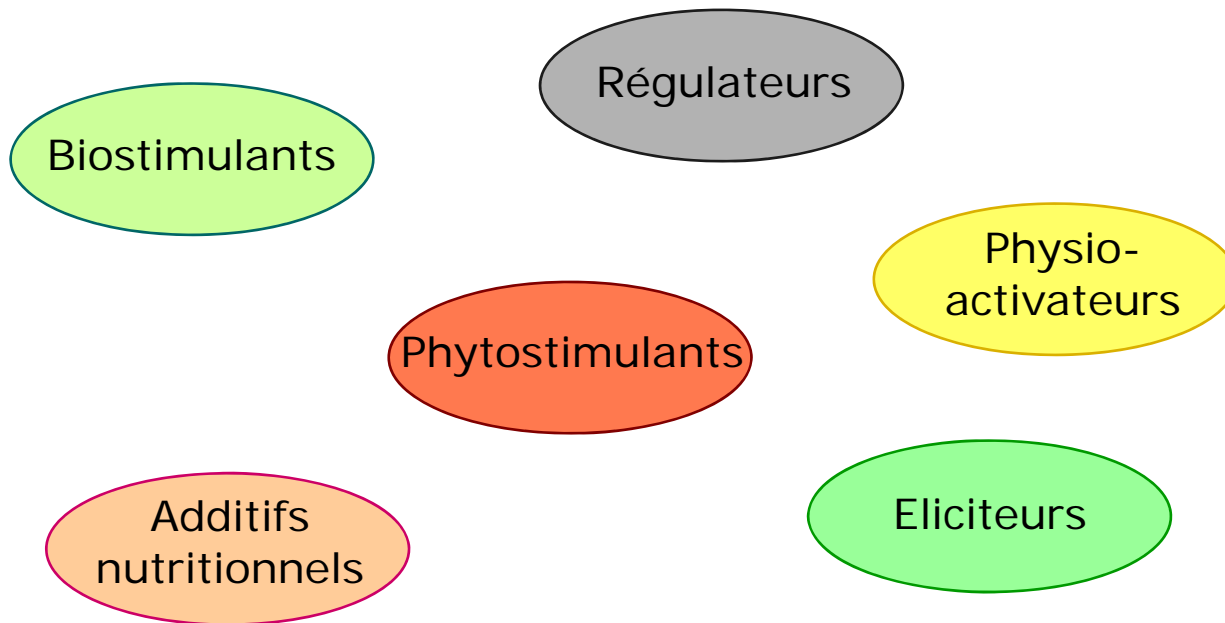 Régulateurs
Biostimulants
Physio-
activateurs
Phytostimulants
Additifs
nutritionnels
Eliciteurs